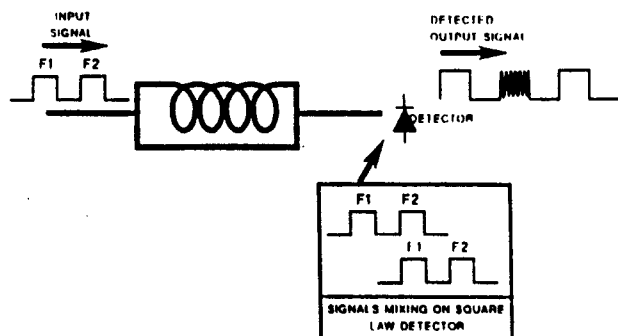 INPUT
SIGNAL
F1 F2
DETECTED
OUTPUT SIGNAL
DETECTOR
F1 F2
F1 F2
SIGNALS MIXING ON SQUARE
LAW DETECTOR